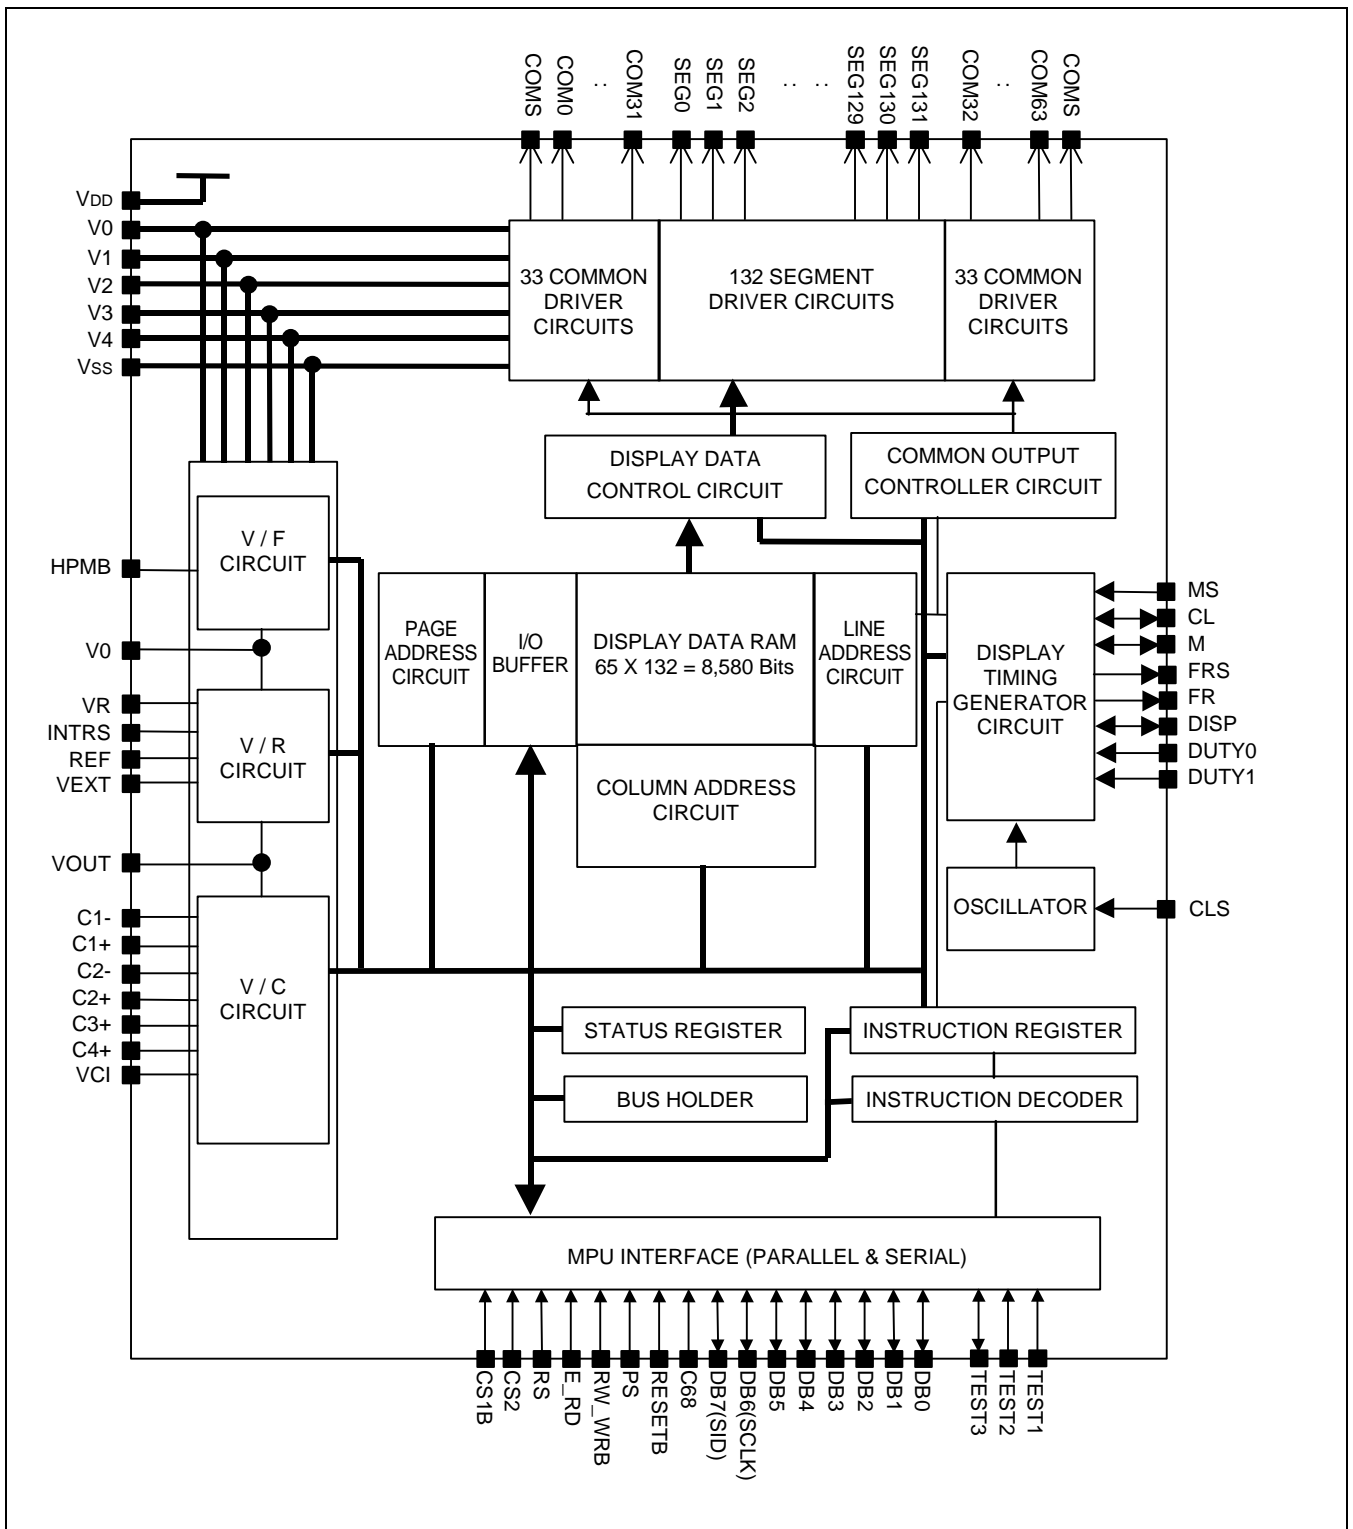 COMS
COM0
..
COM31
SEG0
SEG1
SEG2
.. ..
SEG129
SEG130
SEG131
COM32
..
COM63
COMS
VDD
V0
V1
V2
V3
V4
VSS
33 COMMON
DRIVER
CIRCUITS
132 SEGMENT
DRIVER CIRCUITS
33 COMMON
DRIVER
CIRCUITS
DISPLAY DATA
CONTROL CIRCUIT
COMMON OUTPUT
CONTROLLER CIRCUIT
HPMB
V0
VR
INTRS
REF
VEXT
VOUT
C1-
C1+
C2-
C2+
C3+
C4+
VCI
V / F
CIRCUIT
V / R
CIRCUIT
V / C
CIRCUIT
PAGE
ADDRESS
CIRCUIT
I/O
BUFFER
DISPLAY DATA RAM
65 X 132 = 8,580 Bits
LINE
ADDRESS
CIRCUIT
COLUMN ADDRESS
CIRCUIT
DISPLAY
TIMING
GENERATOR
CIRCUIT
OSCILLATOR
MS
CL
M
FRS
FR
DISP
DUTY0
DUTY1
CLS
STATUS REGISTER
BUS HOLDER
INSTRUCTION REGISTER
INSTRUCTION DECODER
MPU INTERFACE (PARALLEL & SERIAL)
CS1B
CS2
RS
E_RD
RW_WRB
PS
RESETB
C68
DB7(SID)
DB6(SCLK)
DB5
DB4
DB3
DB2
DB1
DB0
TEST3
TEST2
TEST1